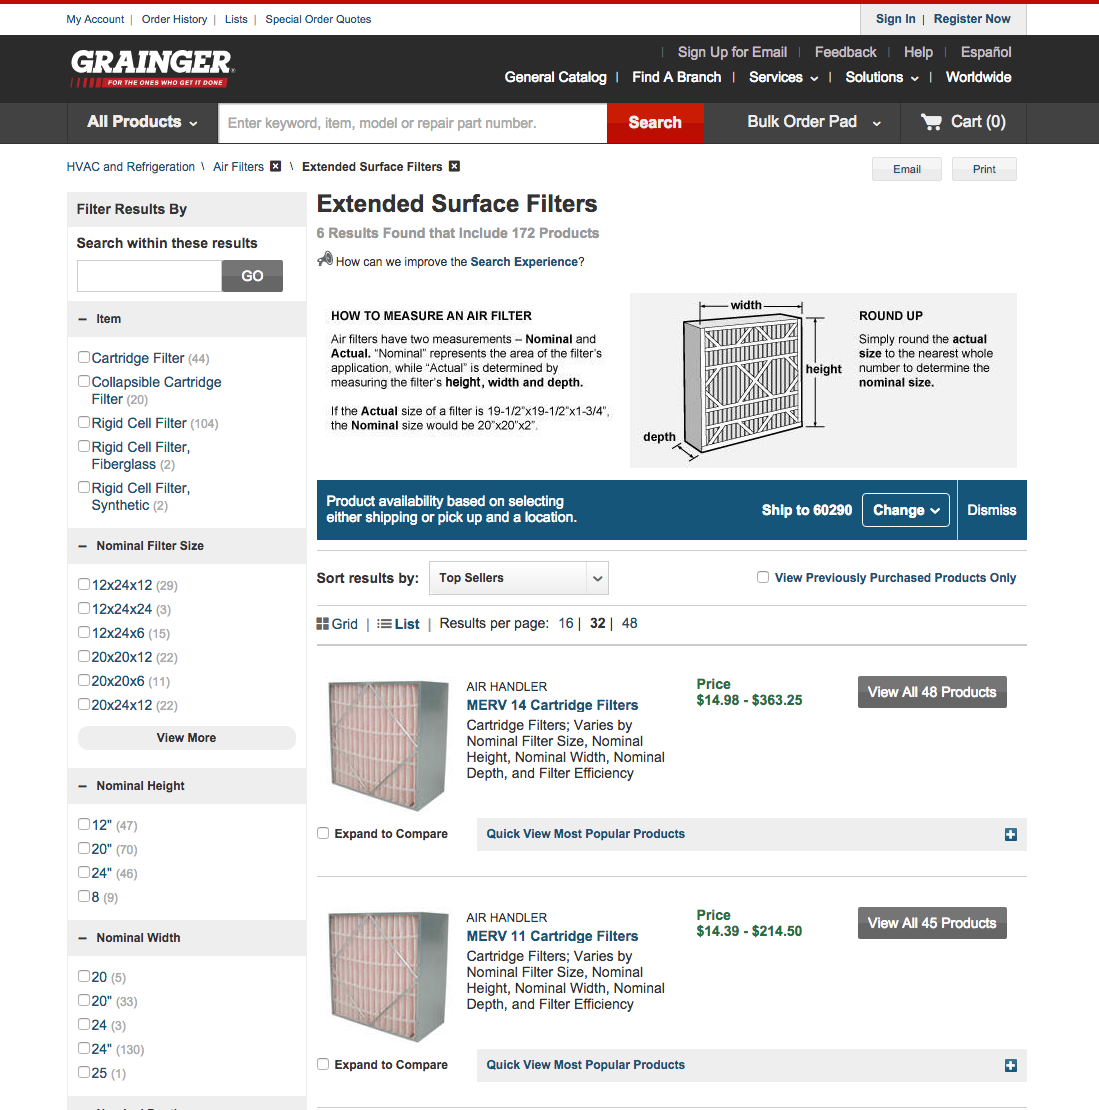 My Account | Order History | Lists | Special Order Quotes
Sign In | Register Now
GRAINGER®
FOR THE ONES WHO GET IT DONE
Sign Up for Email | Feedback | Help | Español
General Catalog | Find A Branch | Services | Solutions | Worldwide
All Products
Enter keyword, item, model or repair part number.
Search
Bulk Order Pad
Cart (0)
HVAC and Refrigeration \ Air Filters \ Extended Surface Filters
Email
Print
Filter Results By
Search within these results
GO
– Item
Cartridge Filter (44)
Collapsible Cartridge
Filter (20)
Rigid Cell Filter (104)
Rigid Cell Filter,
Fiberglass (2)
Rigid Cell Filter,
Synthetic (2)
– Nominal Filter Size
12x24x12 (29)
12x24x24 (3)
12x24x6 (15)
20x20x12 (22)
20x20x6 (11)
20x24x12 (22)
View More
– Nominal Height
12" (47)
20" (70)
24" (46)
8 (9)
– Nominal Width
20 (5)
20" (33)
24 (3)
24" (130)
25 (1)
Extended Surface Filters
6 Results Found that Include 172 Products
How can we improve the Search Experience?
HOW TO MEASURE AN AIR FILTER
Air filters have two measurements – Nominal and
Actual. “Nominal” represents the area of the filter’s
application, while “Actual” is determined by
measuring the filter’s height, width and depth.
If the Actual size of a filter is 19-1/2”x19-1/2”x1-3/4”,
the Nominal size would be 20”x20”x2”.
width
height
depth
ROUND UP
Simply round the actual
size to the nearest whole
number to determine the
nominal size.
Product availability based on selecting
either shipping or pick up and a location.
Ship to 60290
Change
Dismiss
Sort results by: Top Sellers
View Previously Purchased Products Only
Grid | List | Results per page: 16 | 32 | 48
AIR HANDLER
MERV 14 Cartridge Filters
Cartridge Filters; Varies by
Nominal Filter Size, Nominal
Height, Nominal Width, Nominal
Depth, and Filter Efficiency
Price
$14.98 - $363.25
View All 48 Products
Expand to Compare
Quick View Most Popular Products
AIR HANDLER
MERV 11 Cartridge Filters
Cartridge Filters; Varies by
Nominal Filter Size, Nominal
Height, Nominal Width, Nominal
Depth, and Filter Efficiency
Price
$14.39 - $214.50
View All 45 Products
Expand to Compare
Quick View Most Popular Products